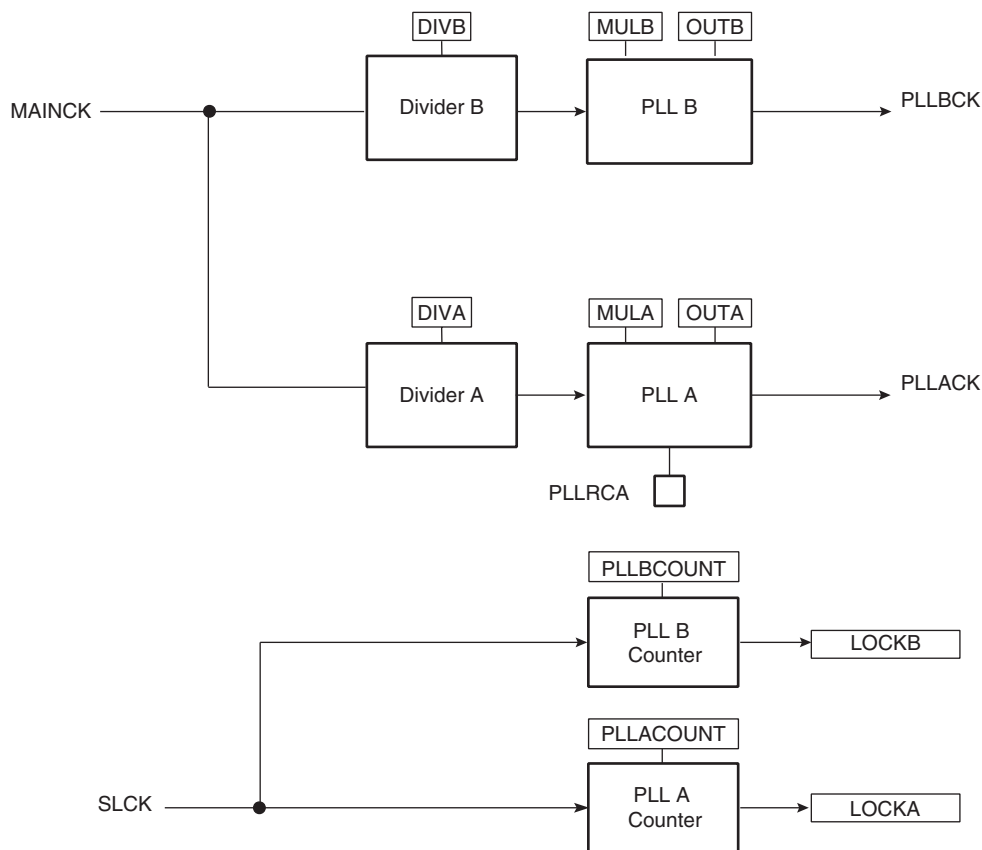 DIVB
MULB
OUTB
MAINCK
Divider B
PLL B
PLLBCK
DIVA
MULA
OUTA
Divider A
PLL A
PLLACK
PLLRCA
PLLBCOUNT
PLL B
Counter
LOCKB
PLLACOUNT
SLCK
PLL A
Counter
LOCKA